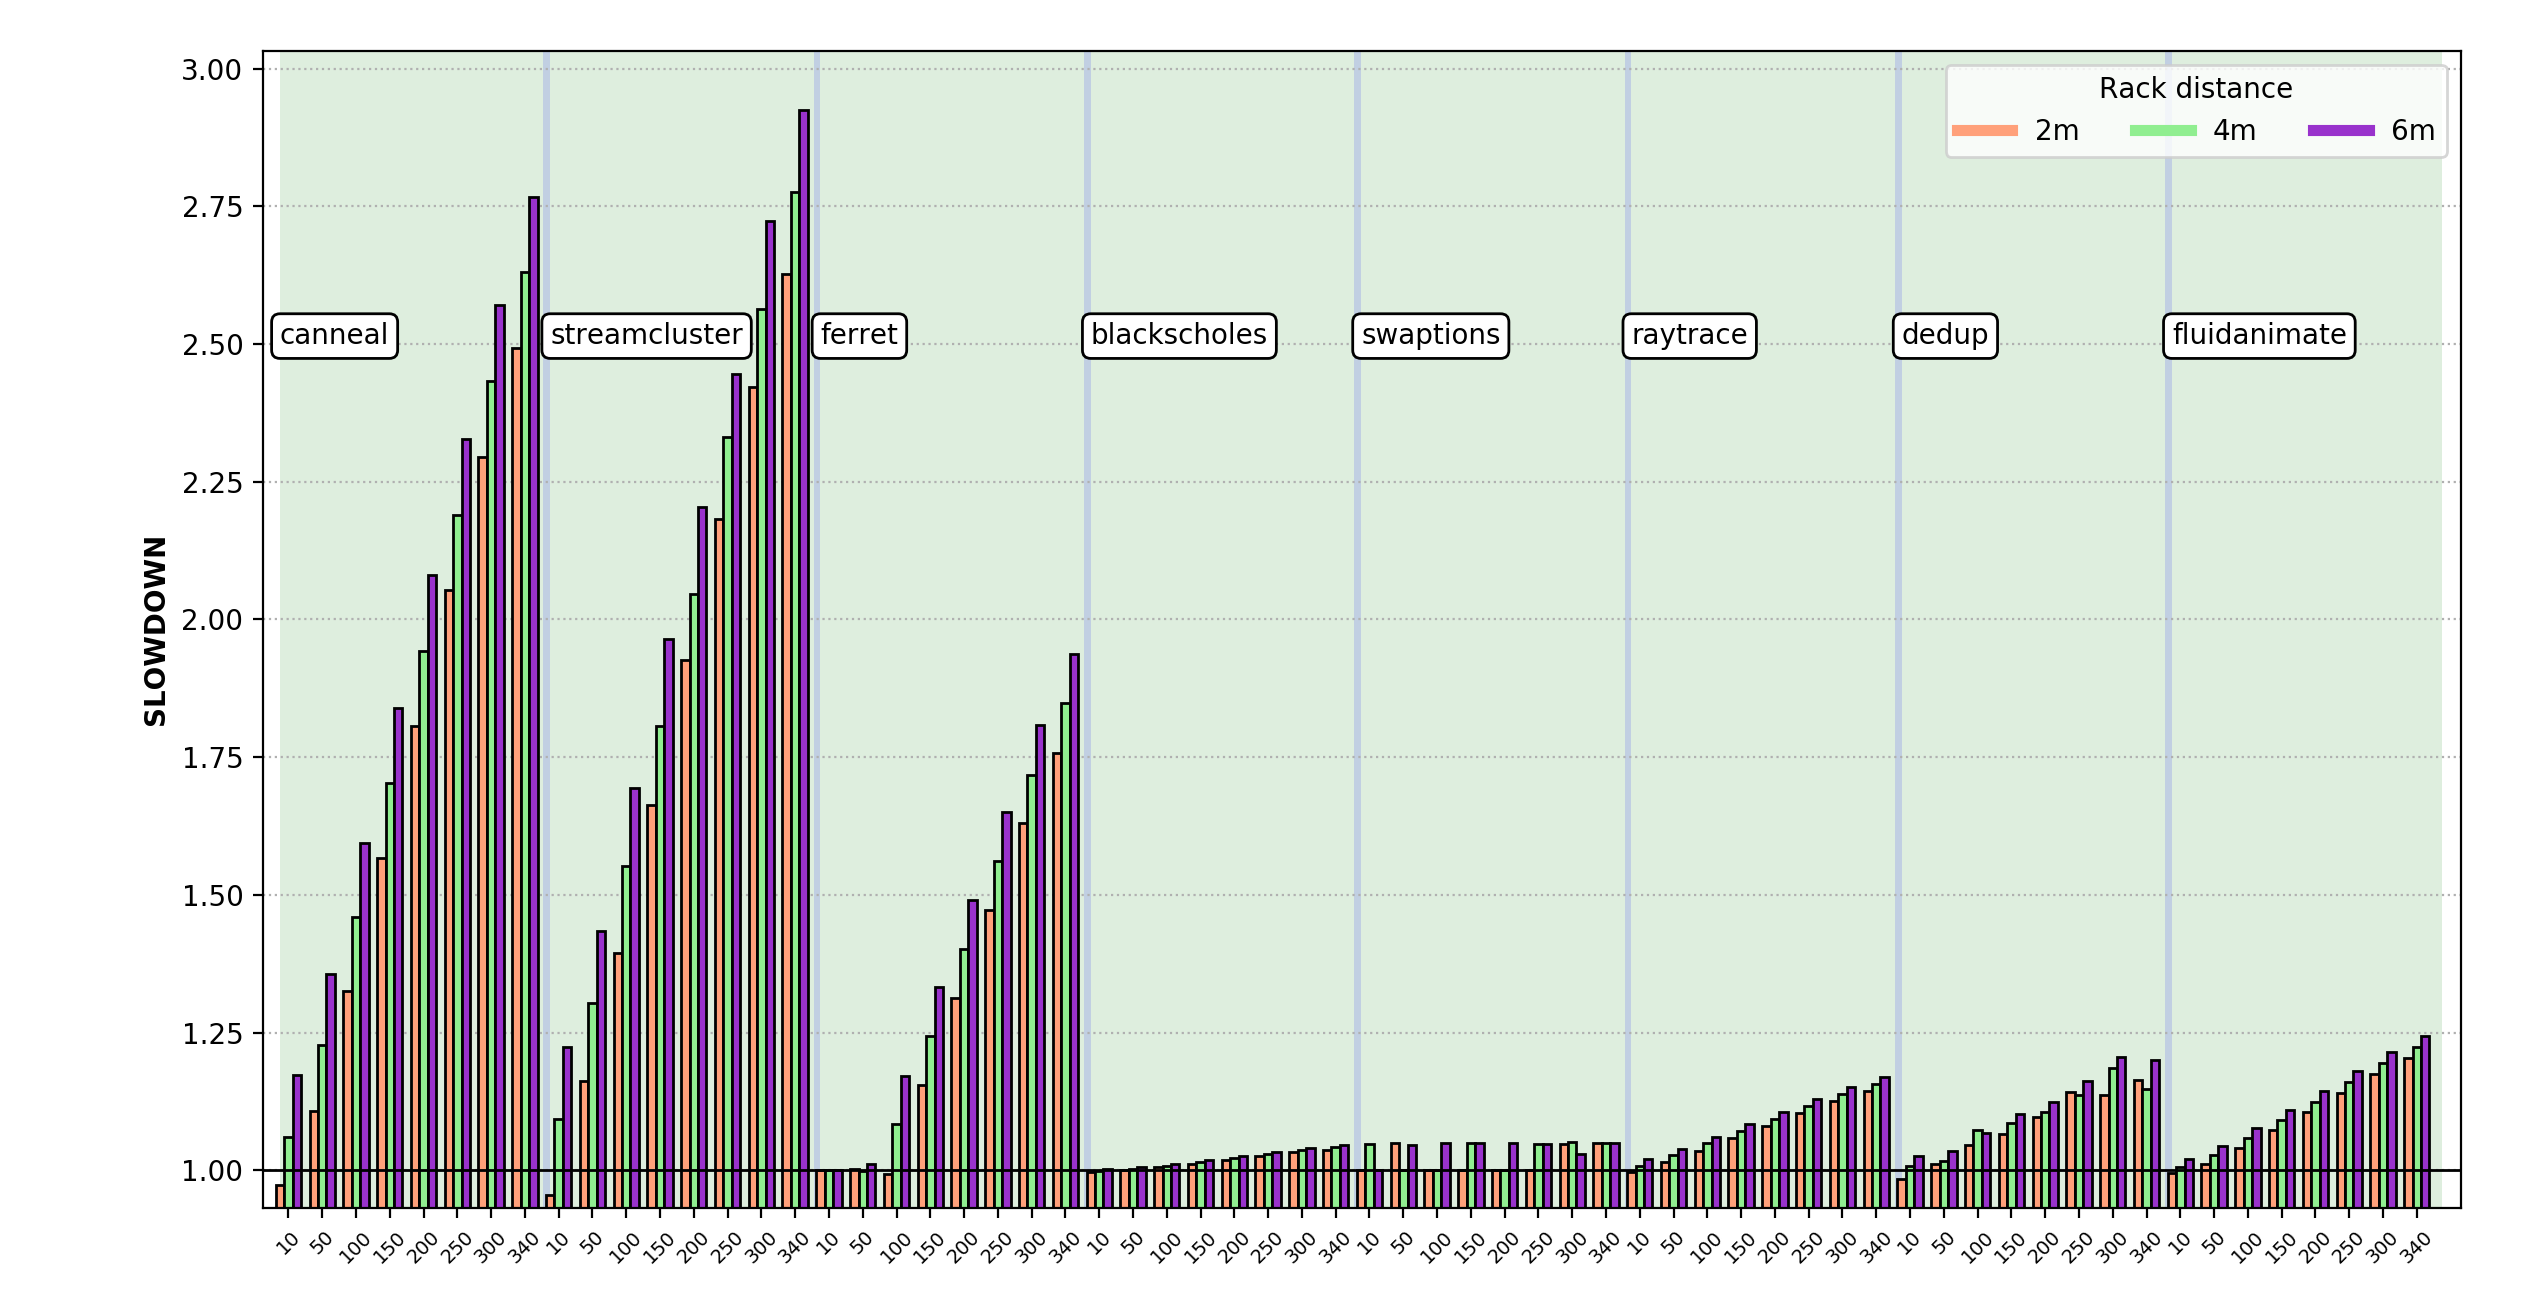 3.00
2.75
2.50
2.25
2.00
1.75
1.50
1.25
1.00
SLOWDOWN
Rack distance
2m 4m 6m
canneal streamcluster ferret blackscholes swaptions raytrace dedup fluidanimate
10 50 100 150 200 250 300 340 10 50 100 150 200 250 300 340 10 50 100 150 200 250 300 340 10 50 100 150 200 250 300 340 10 50 100 150 200 250 300 340 10 50 100 150 200 250 300 340 10 50 100 150 200 250 300 340 10 50 100 150 200 250 300 340